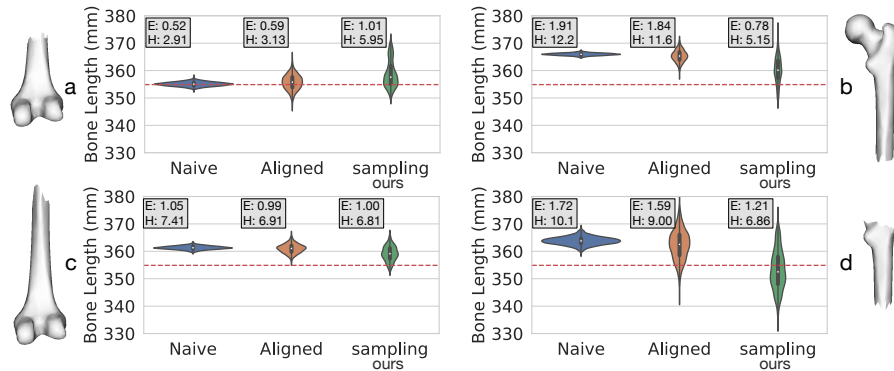 a
Bone Length (mm)
380
370
360
350
340
330
E: 0.52
H: 2.91
E: 0.59
H: 3.13
E: 1.01
H: 5.95
Naive
Aligned
sampling
ours
b
Bone Length (mm)
380
370
360
350
340
330
E: 1.91
H: 12.2
E: 1.84
H: 11.6
E: 0.78
H: 5.15
Naive
Aligned
sampling
ours
c
Bone Length (mm)
380
370
360
350
340
330
E: 1.05
H: 7.41
E: 0.99
H: 6.91
E: 1.00
H: 6.81
Naive
Aligned
sampling
ours
d
Bone Length (mm)
380
370
360
350
340
330
E: 1.72
H: 10.1
E: 1.59
H: 9.00
E: 1.21
H: 6.86
Naive
Aligned
sampling
ours